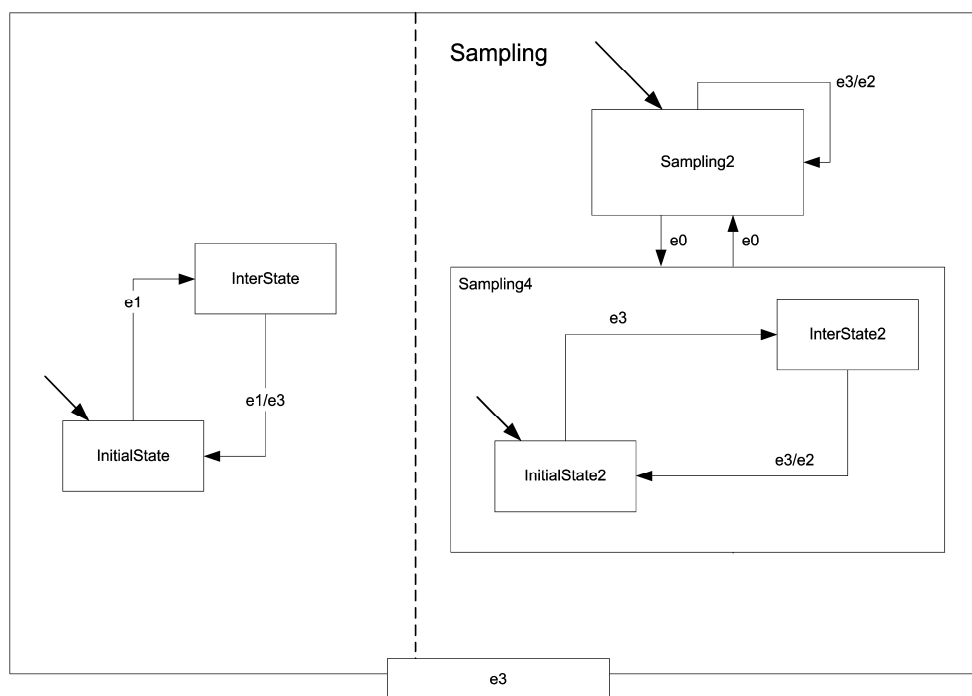 Sampling
e3/e2
Sampling2
e0
e0
InterState
e1
e1/e3
InitialState
Sampling4
e3
InterState2
InitialState2
e3/e2
e3